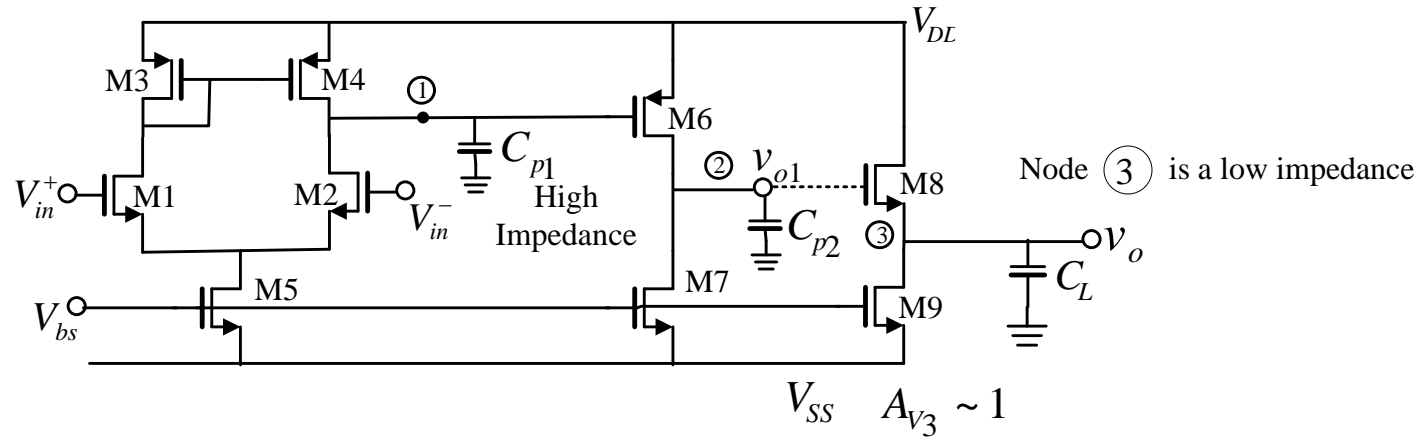 V_DD
M3
M4
①
M6
C_p1
②
v_o1
Node ③ is a low impedance
M8
V_in^+
M1
M2
V_in^-
High
Impedance
C_p2
③
v_o
C_L
M5
M7
M9
V_bs
V_SS
A_V3 ~ 1